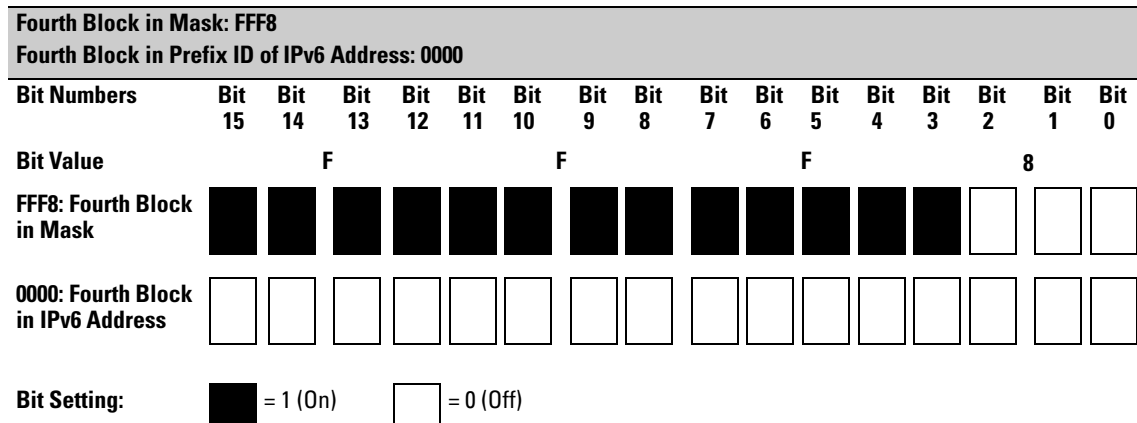 Fourth Block in Mask: FFF8
Fourth Block in Prefix ID of IPv6 Address: 0000
Bit Numbers Bit Bit Bit Bit Bit Bit Bit Bit Bit Bit Bit Bit Bit Bit Bit Bit
15 14 13 12 11 10 9 8 7 6 5 4 3 2 1 0
Bit Value F F F 8
FFF8: Fourth Block
in Mask
0000: Fourth Block
in IPv6 Address
Bit Setting: = 1 (On) = 0 (Off)